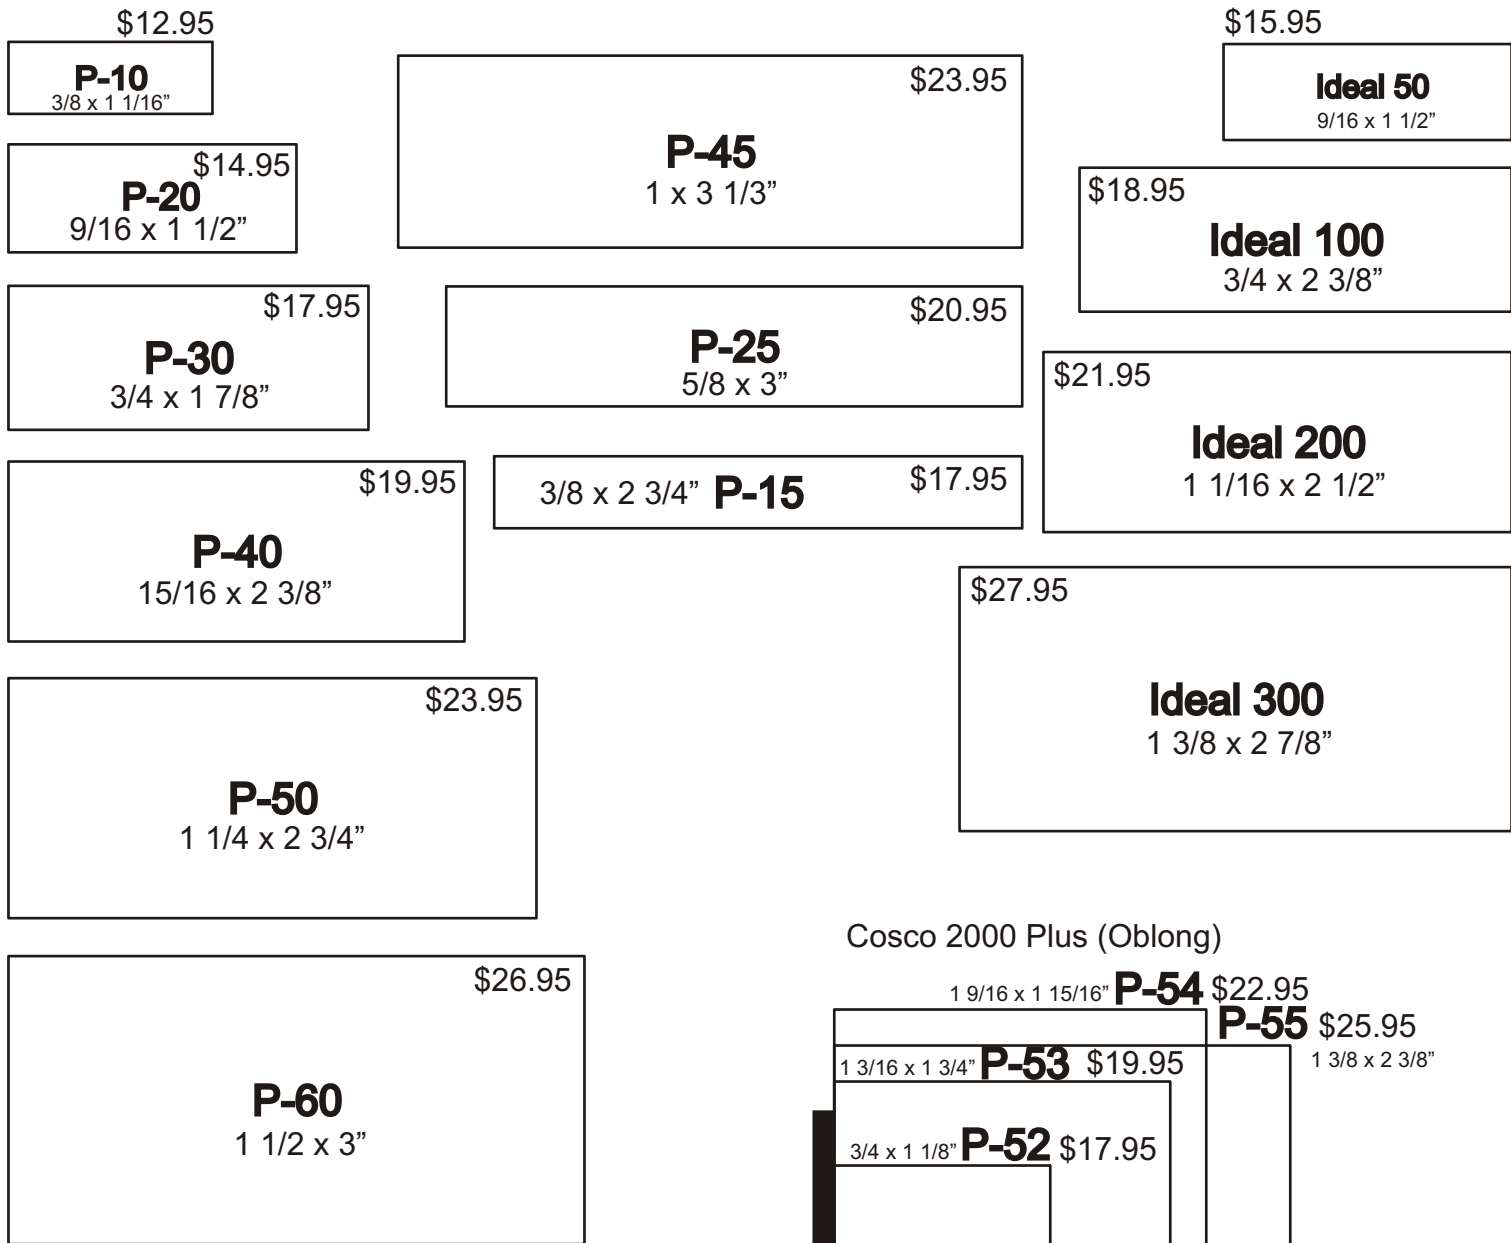 $12.95
P-10
3/8 x 1 1/16”
$14.95
P-20
9/16 x 1 1/2”
$17.95
P-30
3/4 x 1 7/8”
$19.95
P-40
15/16 x 2 3/8”
$23.95
P-50
1 1/4 x 2 3/4”
$26.95
P-60
1 1/2 x 3”
$23.95
P-45
1 x 3 1/3”
$20.95
P-25
5/8 x 3”
3/8 x 2 3/4” P-15 $17.95
$15.95
Ideal 50
9/16 x 1 1/2”
$18.95
Ideal 100
3/4 x 2 3/8”
$21.95
Ideal 200
1 1/16 x 2 1/2”
$27.95
Ideal 300
1 3/8 x 2 7/8”
Cosco 2000 Plus (Oblong)
1 9/16 x 1 15/16” P-54 $22.95
P-55 $25.95
1 3/8 x 2 3/8”
1 3/16 x 1 3/4” P-53 $19.95
3/4 x 1 1/8” P-52 $17.95